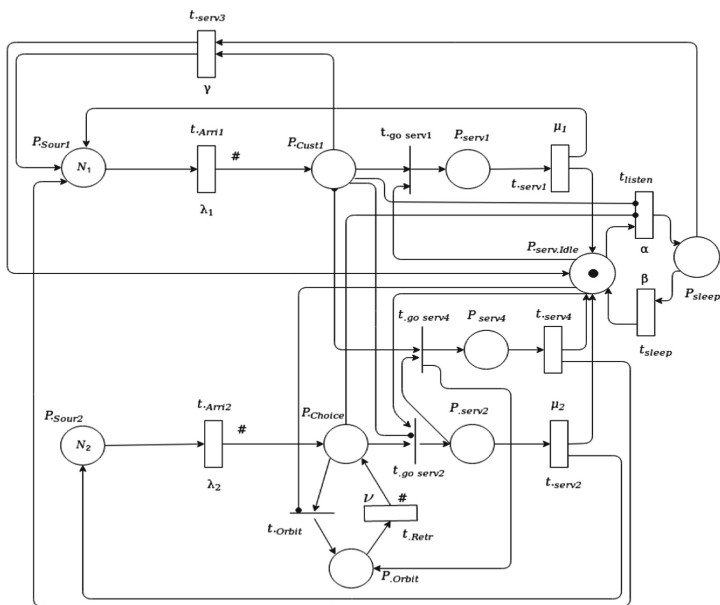 t.serv3
γ
P.Sour1
N1
t.Arri1
#
λ1
P.Cust1
t.go serv1
P.serv1
μ1
t.serv1
tlisten
α
P.serv.Idle
β
Psleep
tsleep
t.go serv4
P.serv4
t.serv4
P.Sour2
N2
t.Arri2
#
λ2
P.Choice
P.serv2
μ2
t.go serv2
t.serv2
ν
#
t.Orbit
t.Retr
P.Orbit